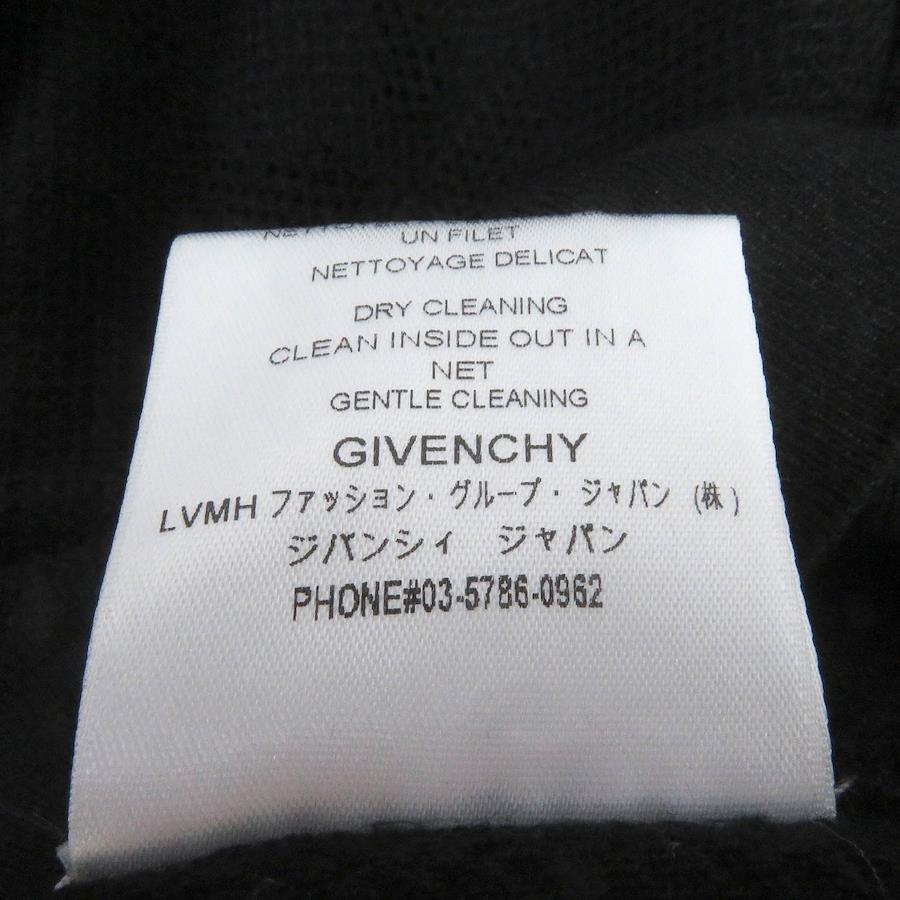 UN FILET
NETTOYAGE DELICAT
DRY CLEANING
CLEAN INSIDE OUT IN A
NET
GENTLE CLEANING
GIVENCHY
LVMH ファッション・グループ・ジャパン (株)
ジバンシィ ジャパン
PHONE#03-5786-0962